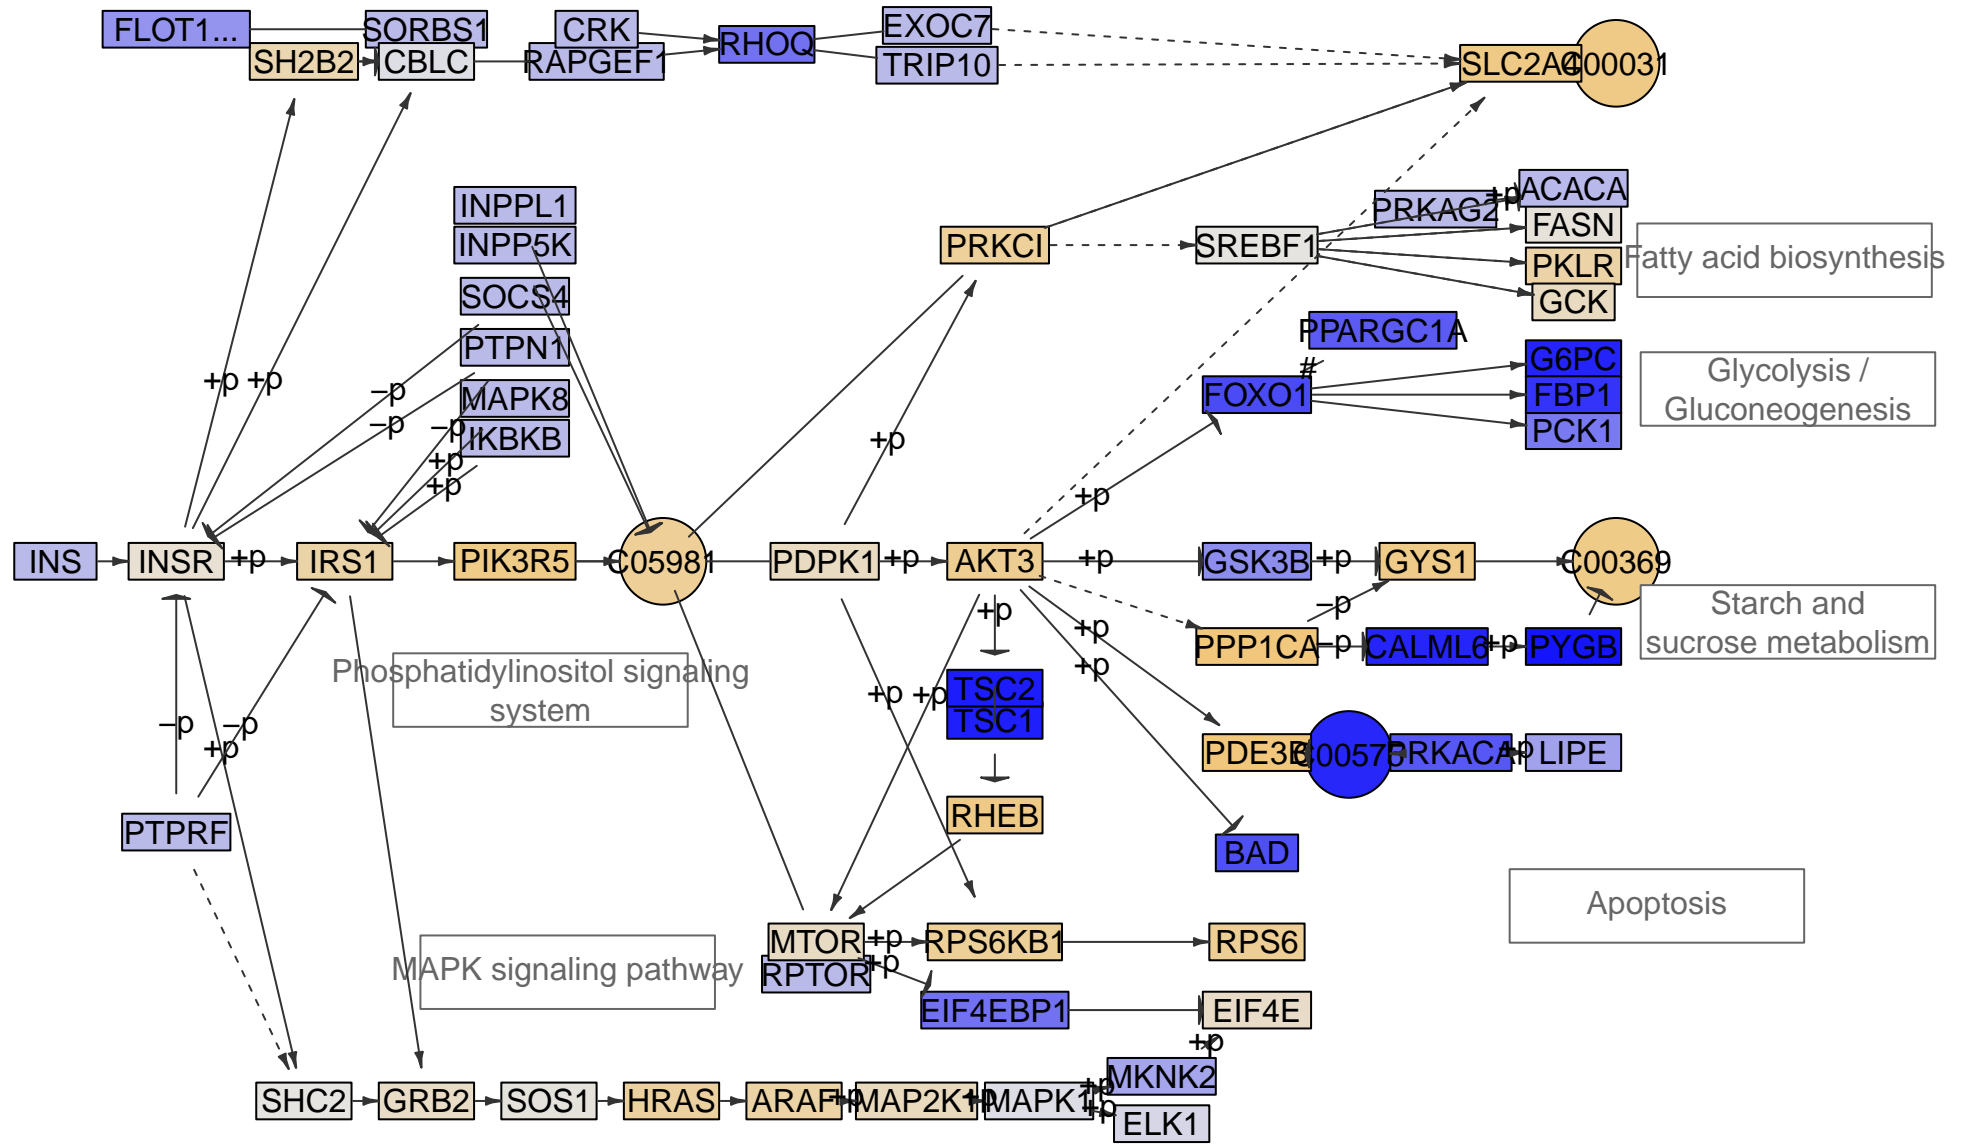 FLOT1...
SORBS1
CRK
RHOQ
EXOC7
SH2B2
CBLC
RAPGEF1
TRIP10
SLC2A4
C00031
INPPL1
INPP5K
SOCS4
PTPN1
MAPK8
IKBKB
PRKCI
SREBF1
PRKAG2
+p
ACACA
FASN
PKLR
GCK
Fatty acid biosynthesis
PPARGC1A
#
FOXO1
G6PC
FBP1
PCK1
Glycolysis /
Gluconeogenesis
+p
+p
−p
−p
−p
+p
+p
+p
+p
INS
INSR
+p
IRS1
PIK3R5
C05981
PDPK1
+p
AKT3
+p
GSK3B
+p
GYS1
C00369
+p
−p
PPP1CA
−p
CALML6
+p
PYGB
Starch and
sucrose metabolism
+p
+p
Phosphatidylinositol signaling
system
+p
+p
TSC2
TSC1
−p
+p
−p
PDE3B
C00575
PRKACA
+p
LIPE
PTPRF
RHEB
BAD
Apoptosis
MTOR
+p
RPS6KB1
RPS6
MAPK signaling pathway
RPTOR
+p
EIF4EBP1
EIF4E
+p
SHC2
GRB2
SOS1
HRAS
ARAF
+p
MAP2K1
+p
MAPK1
+p
+p
MKNK2
ELK1